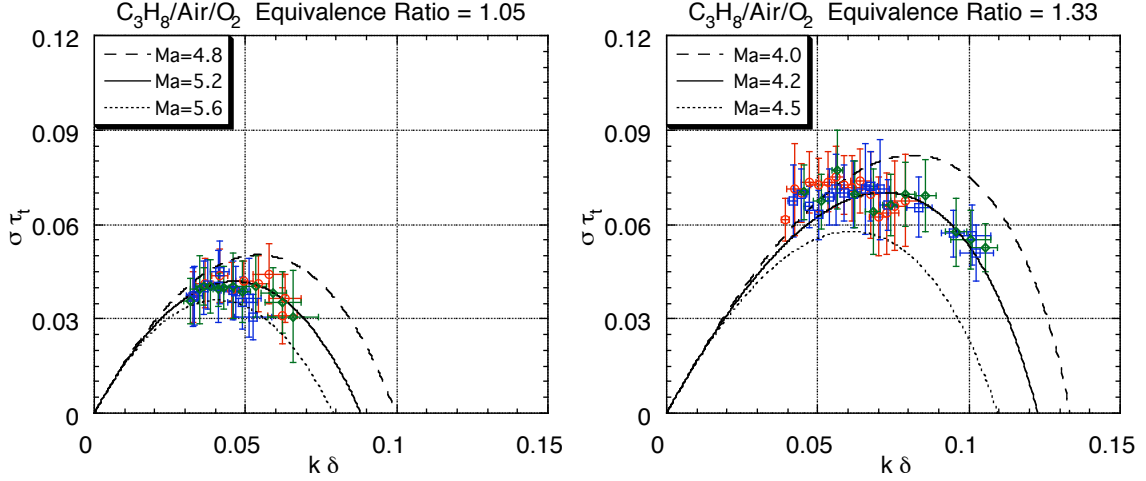 C₃H₈/Air/O₂ Equivalence Ratio = 1.05
0.12
0.09
0.06
0.03
0
σ τₜ
Ma=4.8
Ma=5.2
Ma=5.6
0
0.05
0.1
0.15
k δ
C₃H₈/Air/O₂ Equivalence Ratio = 1.33
0.12
0.09
0.06
0.03
0
σ τₜ
Ma=4.0
Ma=4.2
Ma=4.5
0
0.05
0.1
0.15
k δ